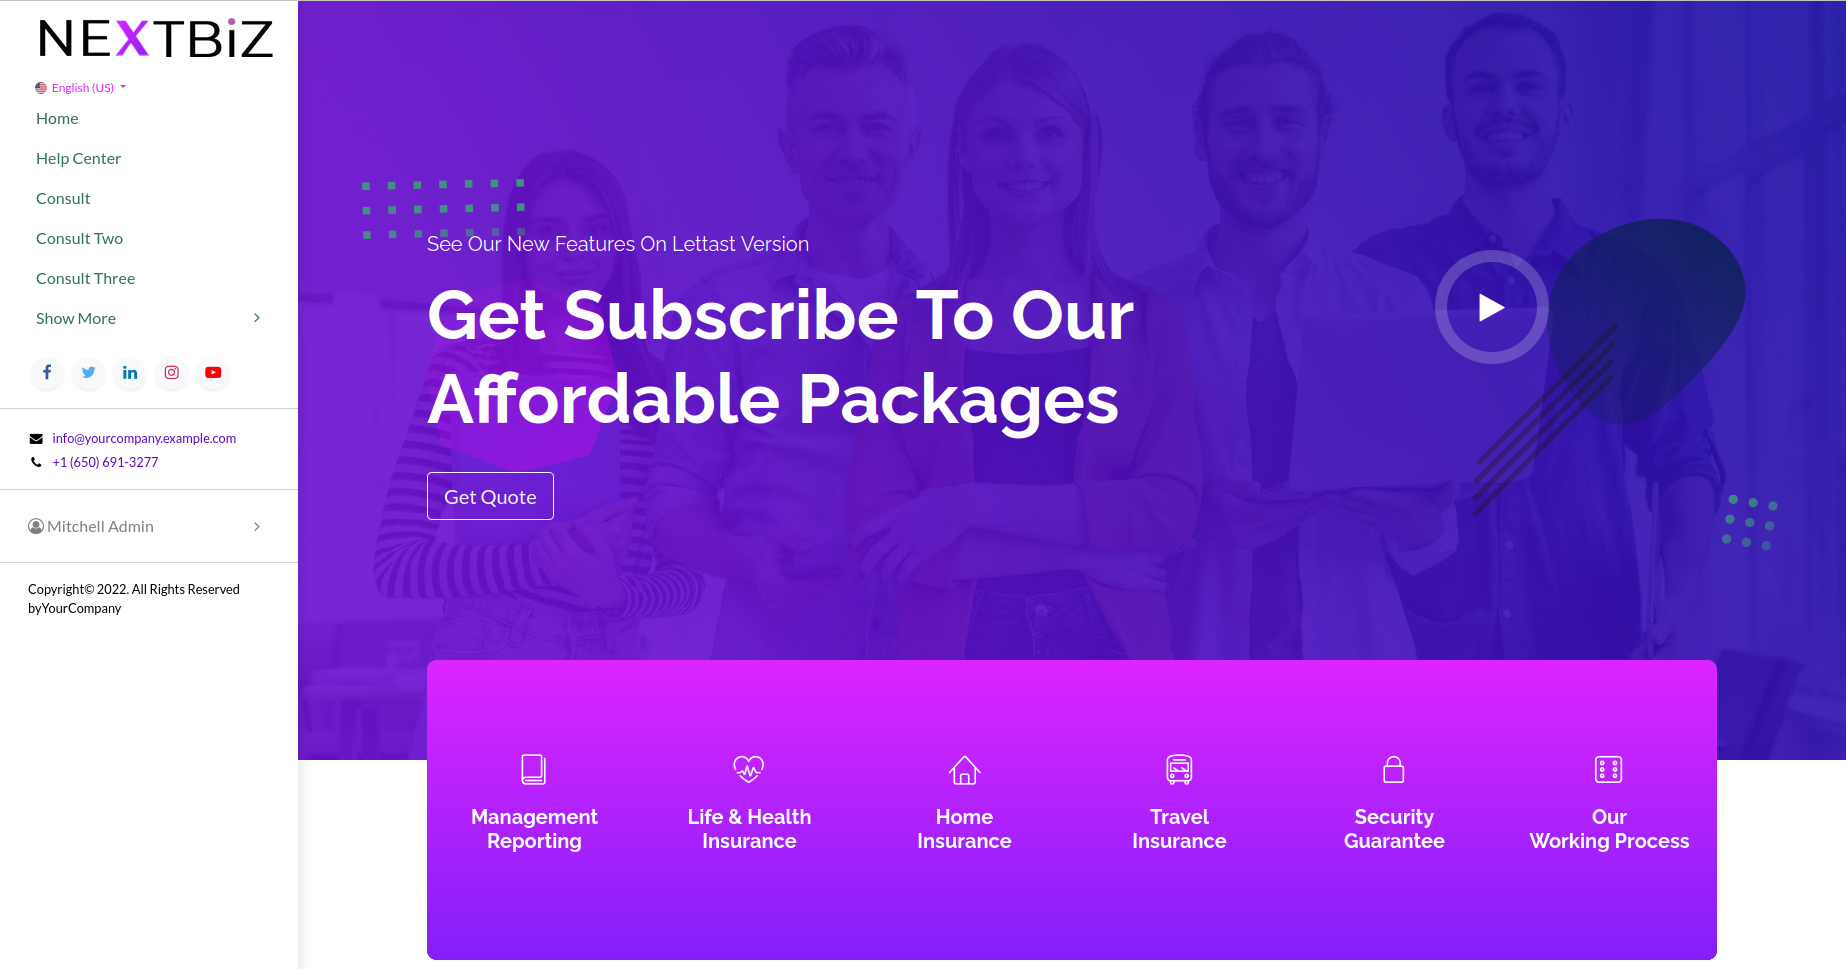 NEXTBiZ
English (US)
Home
Help Center
Consult
Consult Two
Consult Three
Show More
info@yourcompany.example.com
+1 (650) 691-3277
Mitchell Admin
Copyright© 2022. All Rights Reserved
byYourCompany
See Our New Features On Lettast Version
Get Subscribe To Our
Affordable Packages
Get Quote
Management
Reporting
Life & Health
Insurance
Home
Insurance
Travel
Insurance
Security
Guarantee
Our
Working Process